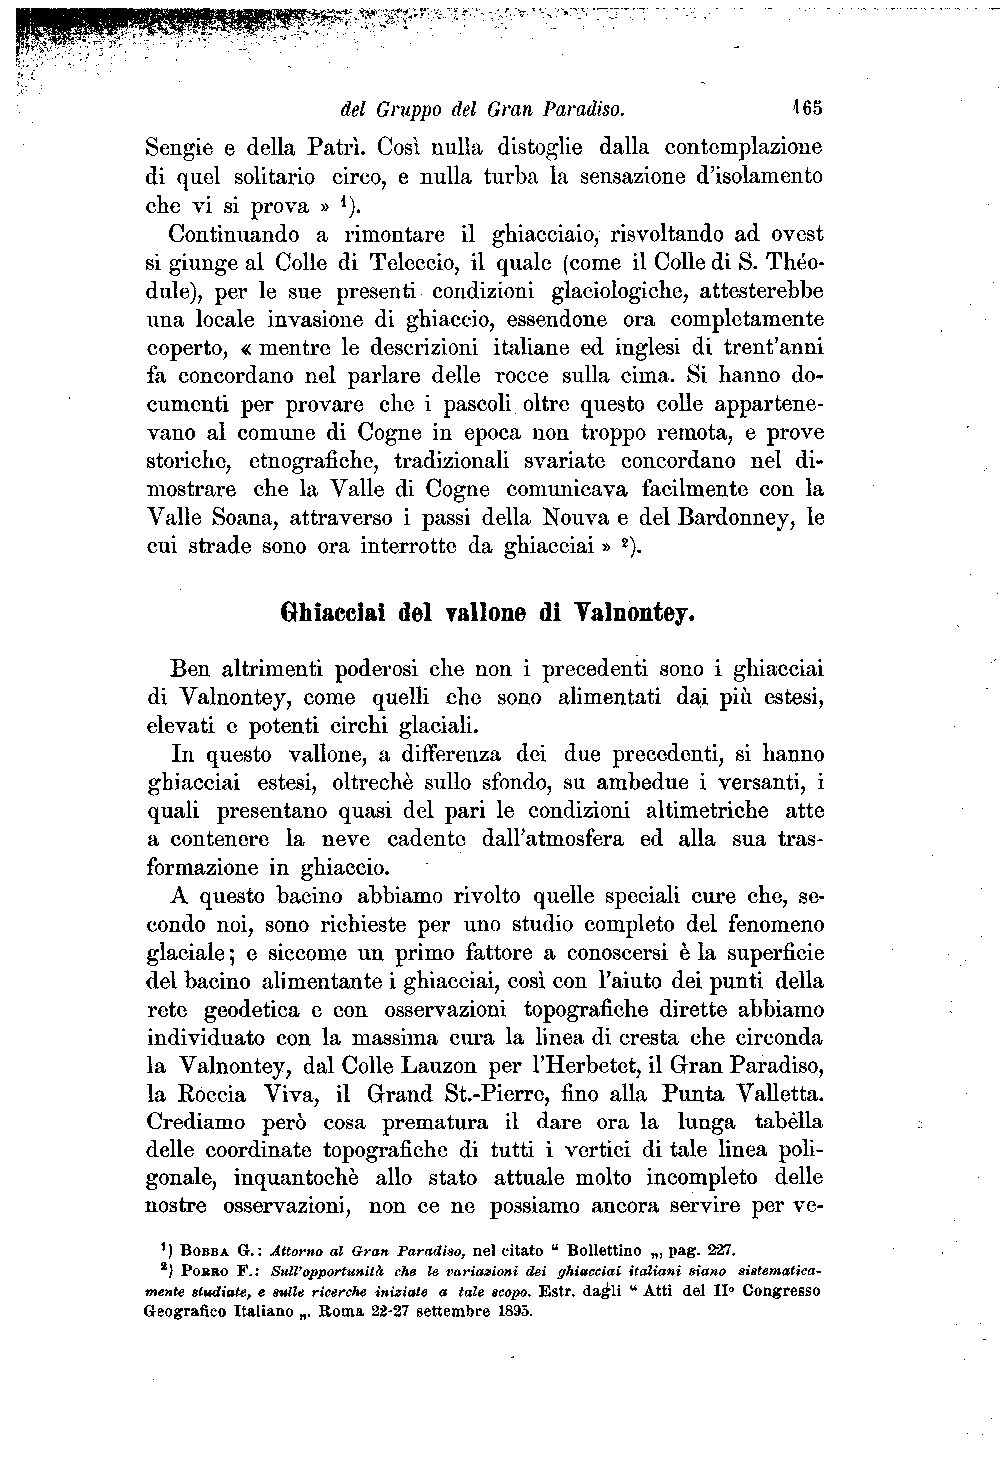 del Gruppo del Gran Paradiso. 165
Sengie e della Patrì. Così nulla distoglie dalla contemplazione
di quel solitario circo, e nulla turba la sensazione d'isolamento
che vi si prova » ¹).
Continuando a rimontare il ghiacciaio, risvoltando ad ovest
si giunge al Colle di Teleccio, il quale (come il Colle di S. Théo-
dule), per le sue presenti condizioni glaciologiche, attesterebbe
una locale invasione di ghiaccio, essendone ora completamente
coperto, « mentre le descrizioni italiane ed inglesi di trent'anni
fa concordano nel parlare delle rocce sulla cima. Si hanno do-
cumenti per provare che i pascoli oltre questo colle appartene-
vano al comune di Cogne in epoca non troppo remota, e prove
storiche, etnografiche, tradizionali svariate concordano nel di-
mostrare che la Valle di Cogne comunicava facilmente con la
Valle Soana, attraverso i passi della Nouva e del Bardonney, le
cui strade sono ora interrotte da ghiacciai » ²).
Ghiacciai del vallone di Valnontey.
Ben altrimenti poderosi che non i precedenti sono i ghiacciai
di Valnontey, come quelli che sono alimentati dai più estesi,
elevati e potenti circhi glaciali.
In questo vallone, a differenza dei due precedenti, si hanno
ghiacciai estesi, oltrechè sullo sfondo, su ambedue i versanti, i
quali presentano quasi del pari le condizioni altimetriche atte
a contenere la neve cadente dall'atmosfera ed alla sua tras-
formazione in ghiaccio.
A questo bacino abbiamo rivolto quelle speciali cure che, se-
condo noi, sono richieste per uno studio completo del fenomeno
glaciale; e siccome un primo fattore a conoscersi è la superficie
del bacino alimentante i ghiacciai, così con l'aiuto dei punti della
rete geodetica e con osservazioni topografiche dirette abbiamo
individuato con la massima cura la linea di cresta che circonda
la Valnontey, dal Colle Lauzon per l'Herbetet, il Gran Paradiso,
la Roccia Viva, il Grand St.-Pierre, fino alla Punta Valletta.
Crediamo però cosa prematura il dare ora la lunga tabella
delle coordinate topografiche di tutti i vertici di tale linea poli-
gonale, inquantochè allo stato attuale molto incompleto delle
nostre osservazioni, non ce ne possiamo ancora servire per ve-
¹) BOBBA G.: Attorno al Gran Paradiso, nel citato “ Bollettino „, pag. 227.
²) PORRO F.: Sull'opportunità che le variazioni dei ghiacciai italiani siano sistematica-
mente studiate, e sulle ricerche iniziate a tale scopo. Estr. dagli “ Atti del IIº Congresso
Geografico Italiano „. Roma 22-27 settembre 1895.